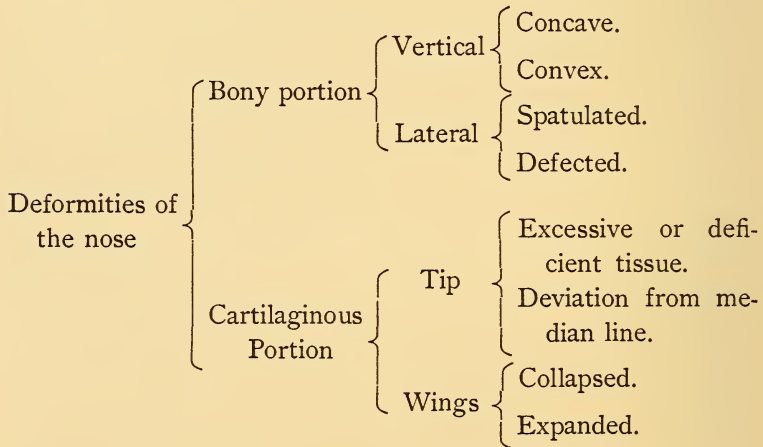 Concave.
Vertical
Convex.
Bony portion
Spatulated.
Lateral
Defected.
Deformities of
the nose
Excessive or defi-
cient tissue.
Tip
Deviation from me-
dian line.
Cartilaginous
Portion
Collapsed.
Wings
Expanded.